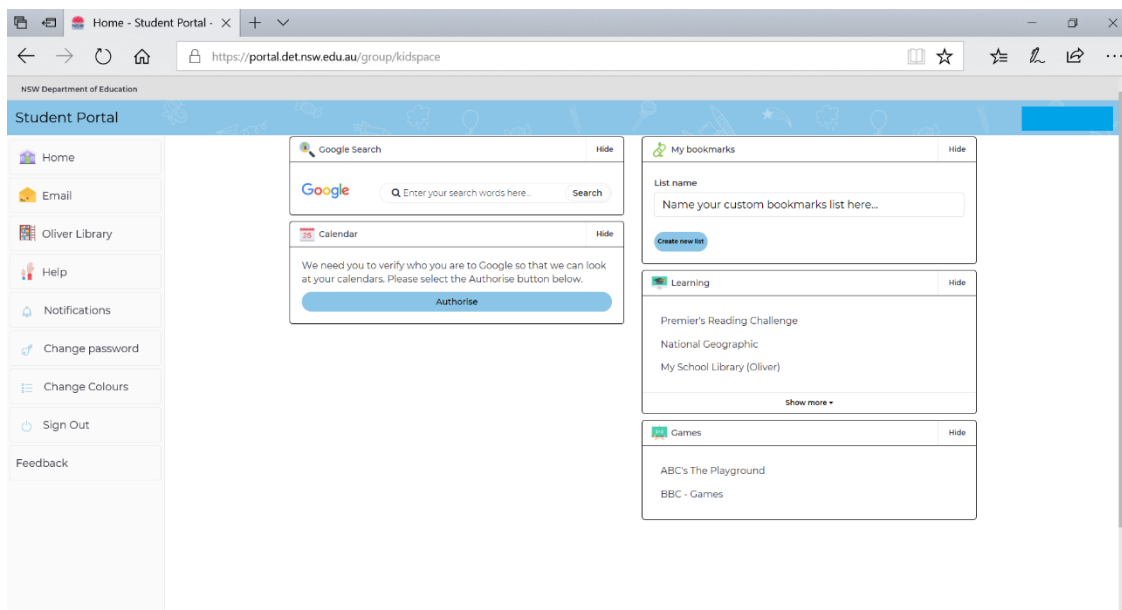 Home - Student Portal -
https://portal.det.nsw.edu.au/group/kidspace
NSW Department of Education
Student Portal
Home
Email
Oliver Library
Help
Notifications
Change password
Change Colours
Sign Out
Feedback
Google Search Hide
Google Enter your search words here... Search
25 Calendar Hide
We need you to verify who you are to Google so that we can look
at your calendars. Please select the Authorise button below.
Authorise
My bookmarks Hide
List name
Name your custom bookmarks list here...
Create new list
Learning Hide
Premier's Reading Challenge
National Geographic
My School Library (Oliver)
Show more
Games Hide
ABC's The Playground
BBC - Games